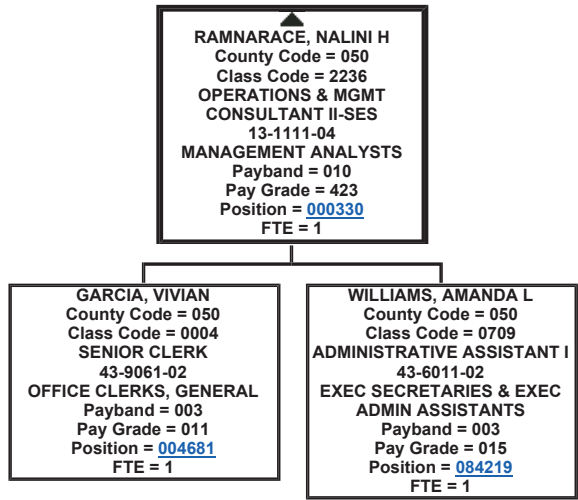 RAMNARACE, NALINI H
County Code = 050
Class Code = 2236
OPERATIONS & MGMT
CONSULTANT II-SES
13-1111-04
MANAGEMENT ANALYSTS
Payband = 010
Pay Grade = 423
Position = 000330
FTE = 1
GARCIA, VIVIAN
County Code = 050
Class Code = 0004
SENIOR CLERK
43-9061-02
OFFICE CLERKS, GENERAL
Payband = 003
Pay Grade = 011
Position = 004681
FTE = 1
WILLIAMS, AMANDA L
County Code = 050
Class Code = 0709
ADMINISTRATIVE ASSISTANT I
43-6011-02
EXEC SECRETARIES & EXEC
ADMIN ASSISTANTS
Payband = 003
Pay Grade = 015
Position = 084219
FTE = 1